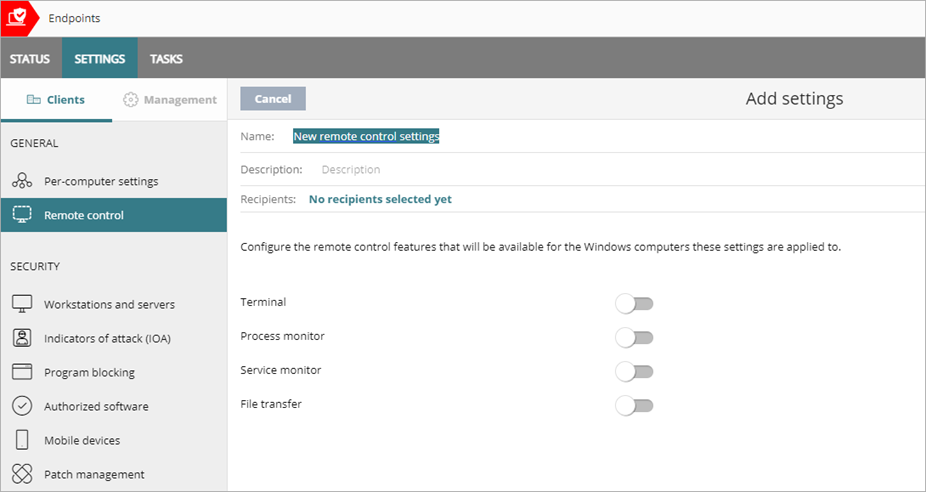 Endpoints
STATUS SETTINGS TASKS
Clients Management
Cancel Add settings
GENERAL
Per-computer settings
Remote control
SECURITY
Workstations and servers
Indicators of attack (IOA)
Program blocking
Authorized software
Mobile devices
Patch management
Name: New remote control settings
Description: Description
Recipients: No recipients selected yet
Configure the remote control features that will be available for the Windows computers these settings are applied to.
Terminal
Process monitor
Service monitor
File transfer